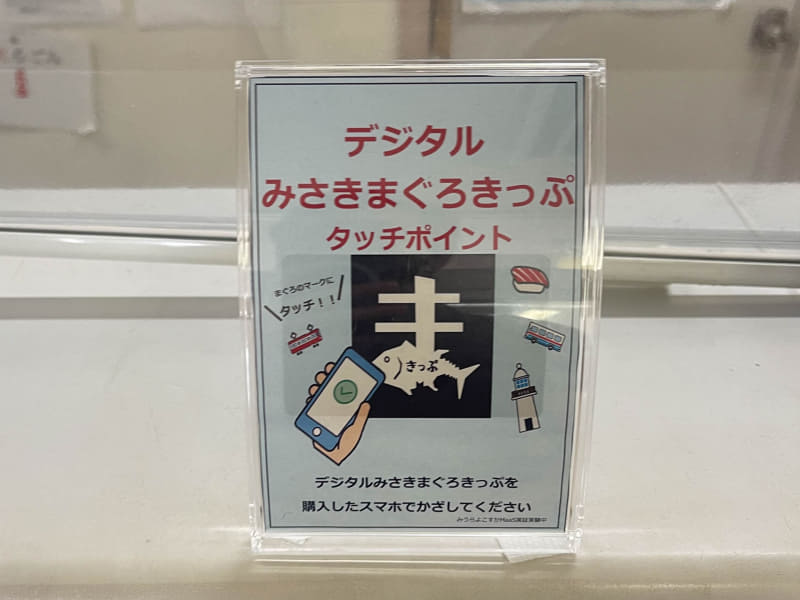 デジタル
みさきまぐろきっぷ
タッチポイント
まぐろのマークに
タッチ！！
きっぷ
デジタルみさきまぐろきっぷを
購入したスマホでかざしてください
みうらよこすかMaaS実証実験中